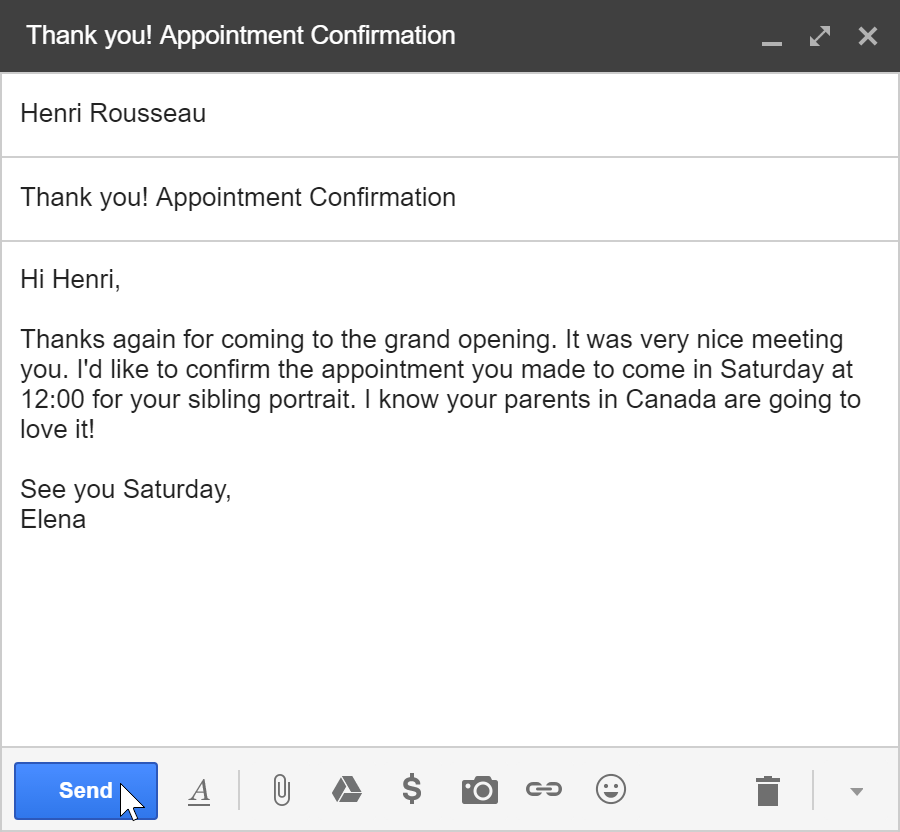 Thank you! Appointment Confirmation
Henri Rousseau
Thank you! Appointment Confirmation
Hi Henri,
Thanks again for coming to the grand opening. It was very nice meeting
you. I'd like to confirm the appointment you made to come in Saturday at
12:00 for your sibling portrait. I know your parents in Canada are going to
love it!
See you Saturday,
Elena
Send